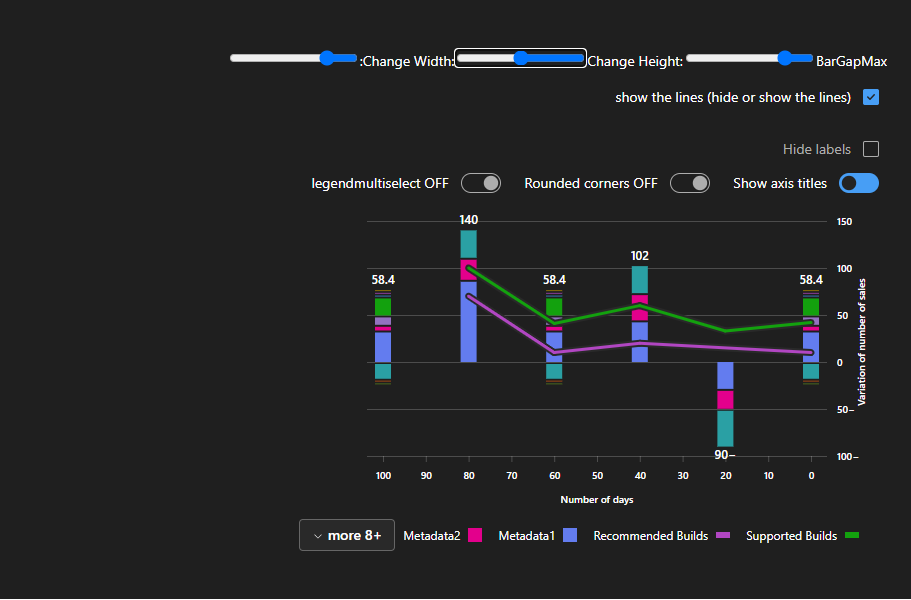 :Change Width: Change Height: BarGapMax
show the lines (hide or show the lines)
Hide labels
legendmultiselect OFF Rounded corners OFF Show axis titles
140 150
102
58.4 58.4 58.4
100
50
0
50–
90–
100–
Variation of number of sales
100 90 80 70 60 50 40 30 20 10 0
Number of days
more 8+ Metadata2 Metadata1 Recommended Builds Supported Builds